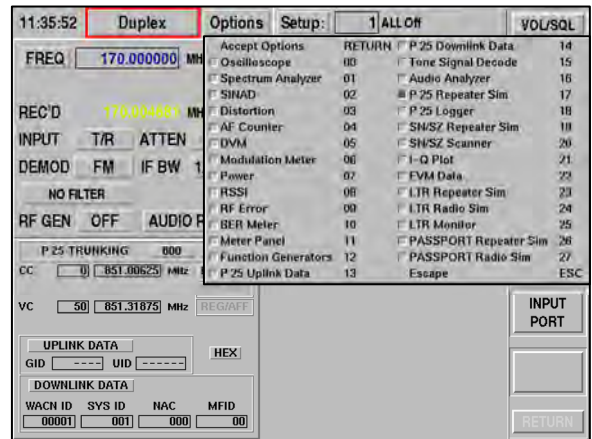 11:35:52 Duplex Options Setup: 1 ALL Off VOL/SQL
FREQ 170.000000 MH
REC'D MH
INPUT T/R ATTEN
DEMOD FM IF BW 1
NO FILTER
RF GEN OFF AUDIO P
Accept Options RETURN P 25 Downlink Data 14
Oscilloscope 00 Tone Signal Decode 15
Spectrum Analyzer 01 Audio Analyzer 16
SINAD 02 P 25 Repeater Sim 17
Distortion 03 P 25 Logger 18
AF Counter 04 SN/SZ Repeater Sim 19
DVM 05 SN/SZ Scanner 20
Modulation Meter 06 I-Q Plot 21
Power 07 EVM Data 22
RSSI 08 LTR Repeater Sim 23
RF Error 09 LTR Radio Sim 24
BER Meter 10 LTR Monitor 25
Meter Panel 11 PASSPORT Repeater Sim 26
Function Generators 12 PASSPORT Radio Sim 27
P 25 Uplink Data 13 Escape ESC
P 25 TRUNKING 800
CC 0 851.00625 MHz
VC 50 851.31875 MHz REG/AFF
UPLINK DATA
GID ---- UID ------ HEX
DOWNLINK DATA
WACN ID SYS ID NAC MFID
00001 001 000 00
INPUT PORT
RETURN